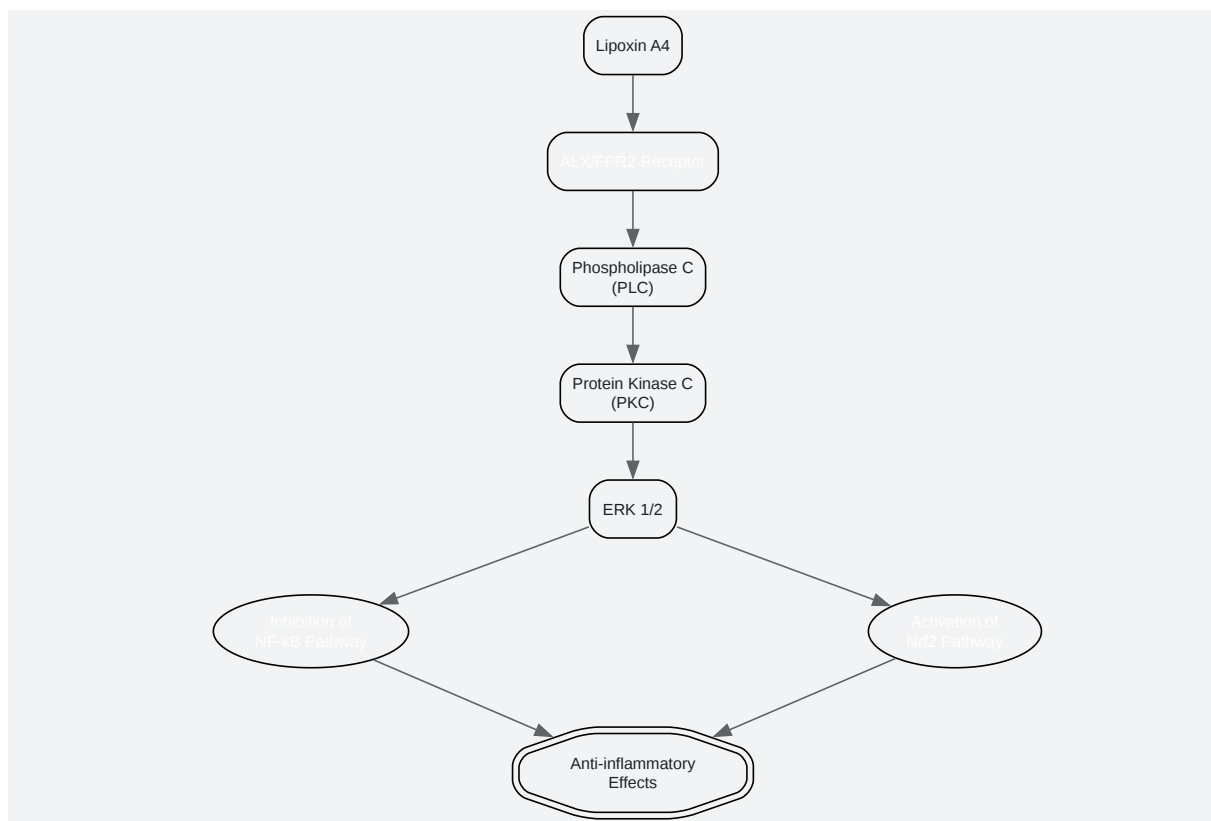 Lipoxin A4
ALX/FPR2 Receptor
Phospholipase C
(PLC)
Protein Kinase C
(PKC)
ERK 1/2
Inhibition of
NF-κB Pathway
Activation of
Nrf2 Pathway
Anti-inflammatory
Effects